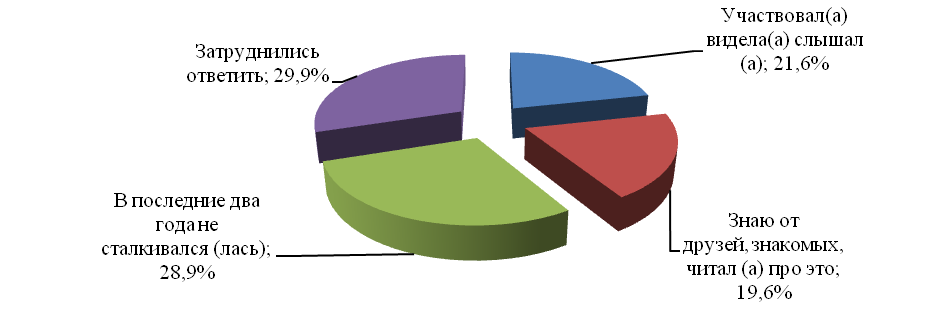 Участвовал(а)
видела(а) слышал
(а); 21,6%
Затруднились
ответить; 29,9%
В последние два
года не
сталкивался (лась);
28,9%
Знаю от
друзей, знакомых,
читал (а) про это;
19,6%